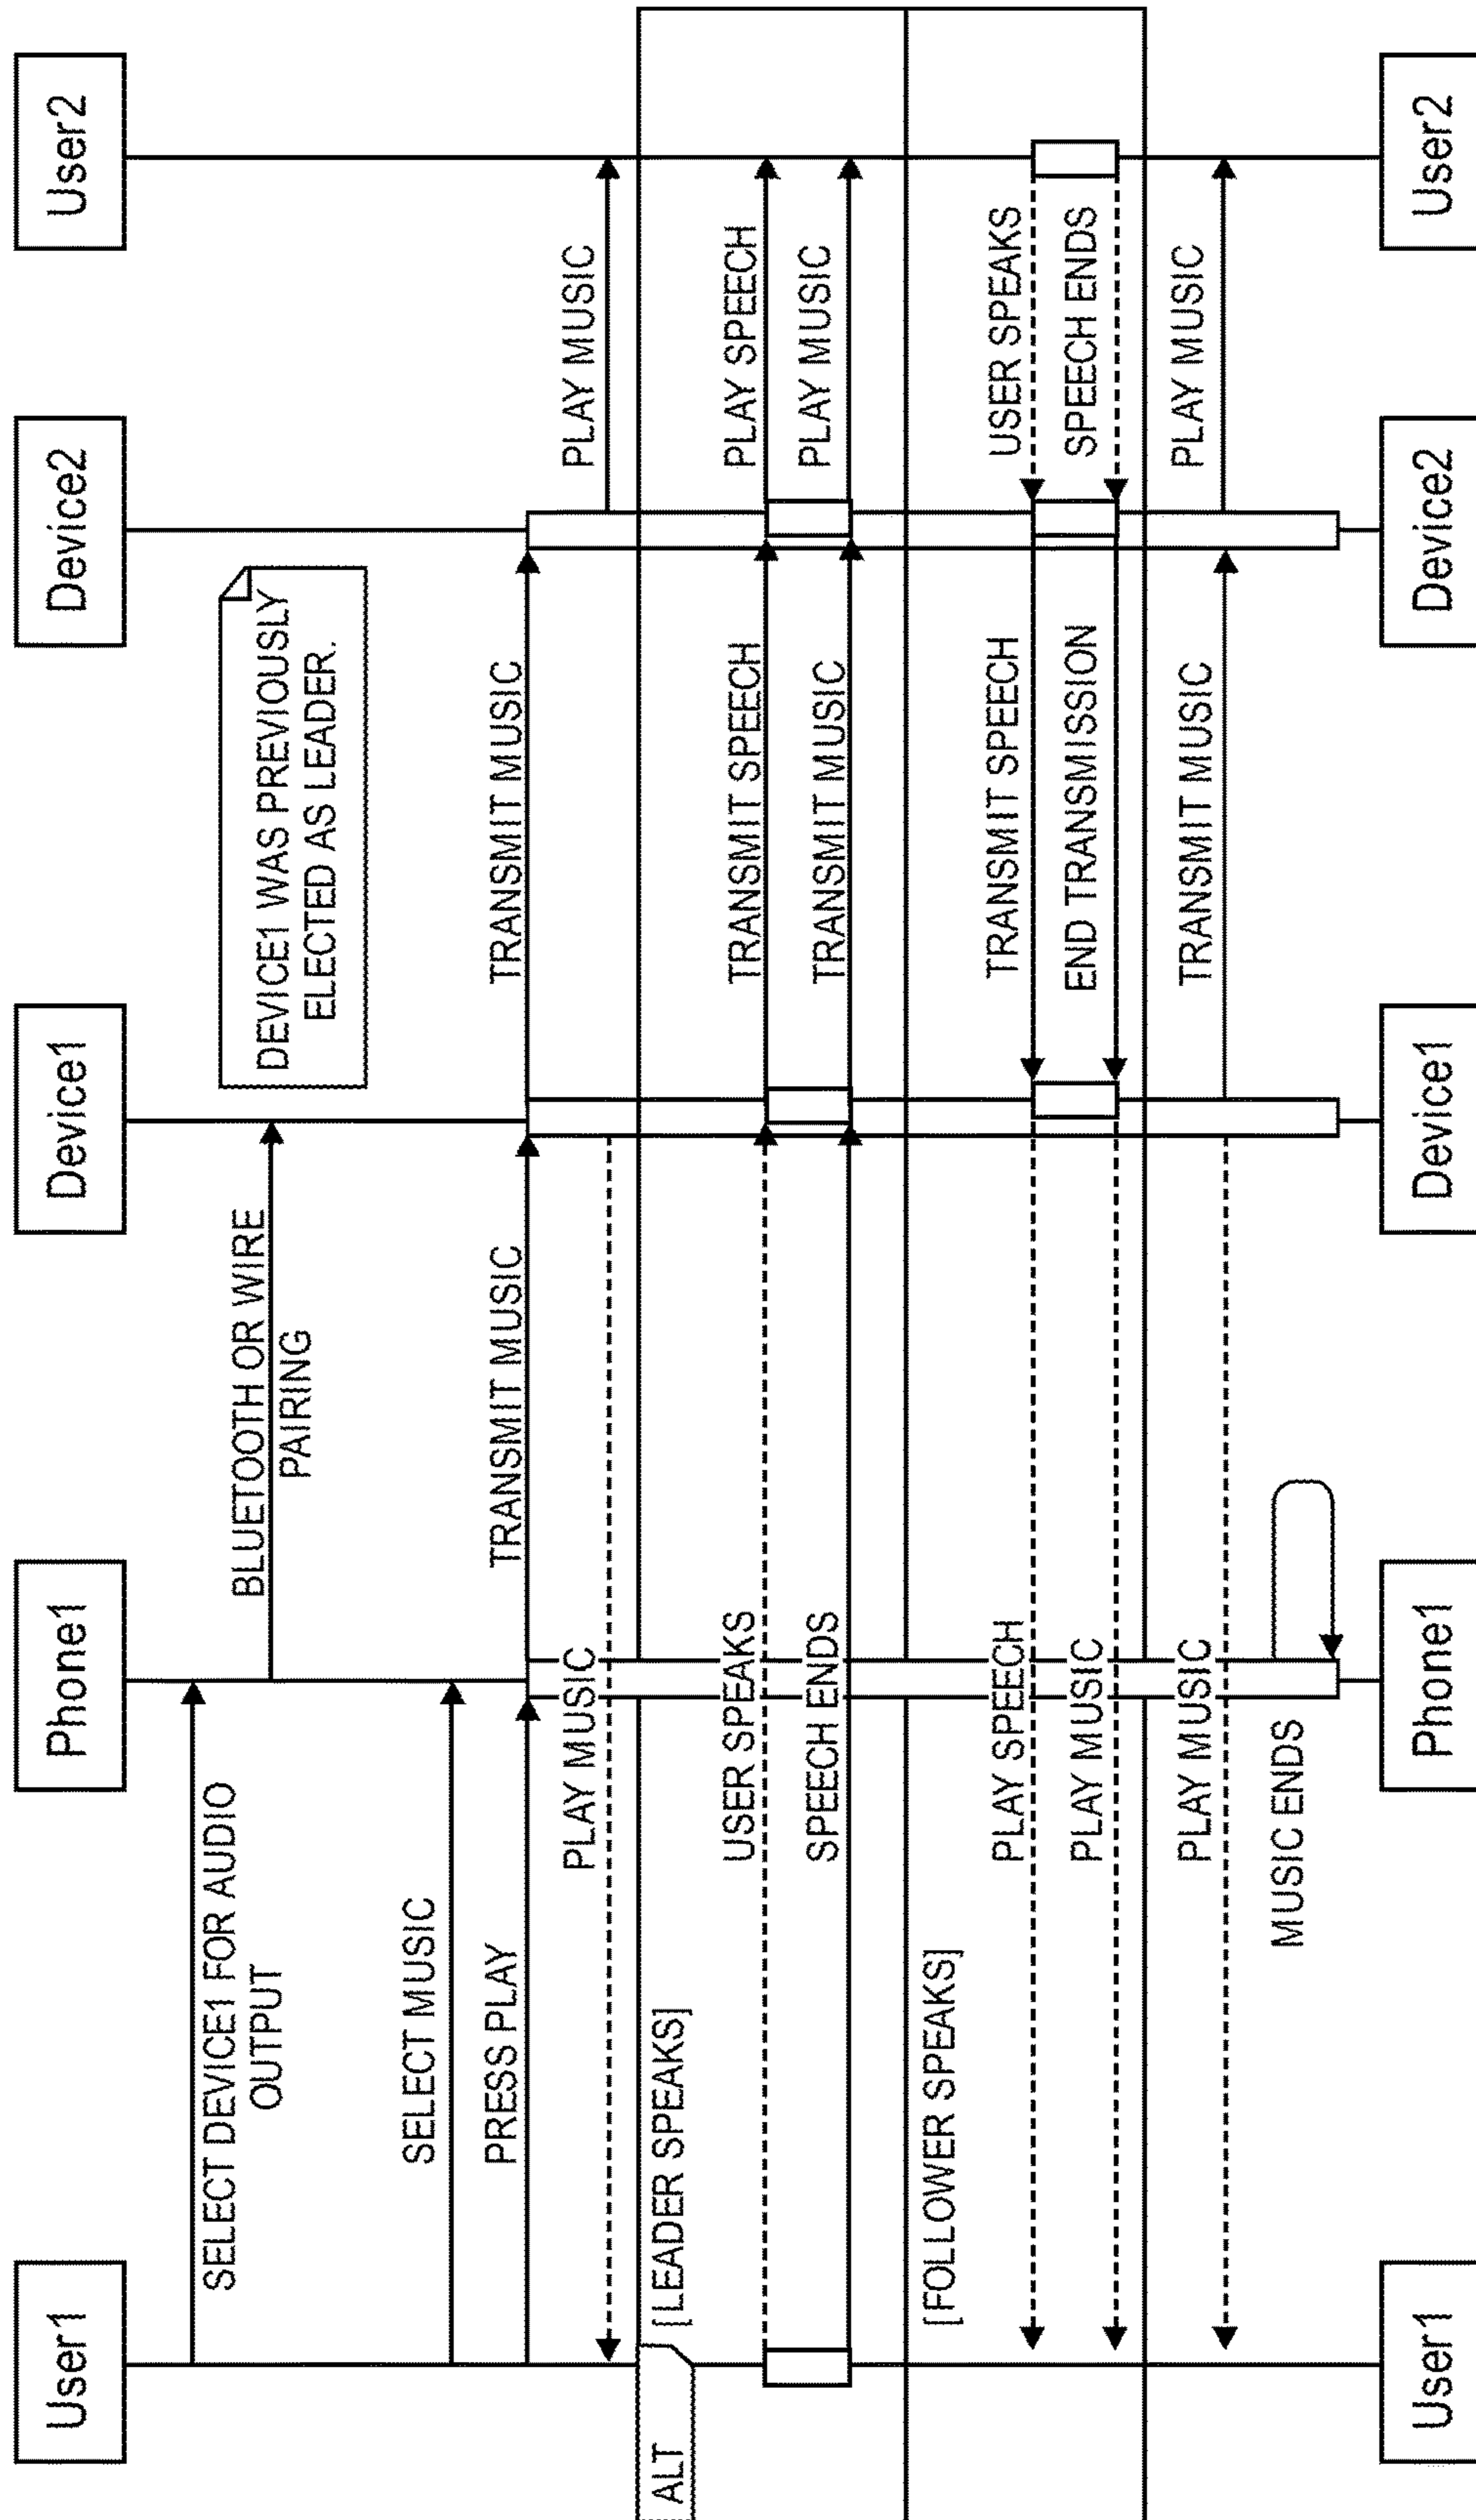 User1
Phone1
Device1
Device2
User2
SELECT DEVICE1 FOR AUDIO
OUTPUT
BLUETOOTH OR WIRE
PAIRING
DEVICE1 WAS PREVIOUSLY
ELECTED AS LEADER.
SELECT MUSIC
PRESS PLAY
TRANSMIT MUSIC
TRANSMIT MUSIC
PLAY MUSIC
PLAY MUSIC
ALT
[LEADER SPEAKS]
USER SPEAKS
TRANSMIT SPEECH
PLAY SPEECH
SPEECH ENDS
TRANSMIT MUSIC
PLAY MUSIC
[FOLLOWER SPEAKS]
PLAY SPEECH
TRANSMIT SPEECH
USER SPEAKS
PLAY MUSIC
END TRANSMISSION
SPEECH ENDS
PLAY MUSIC
TRANSMIT MUSIC
PLAY MUSIC
MUSIC ENDS
User1
Phone1
Device1
Device2
User2